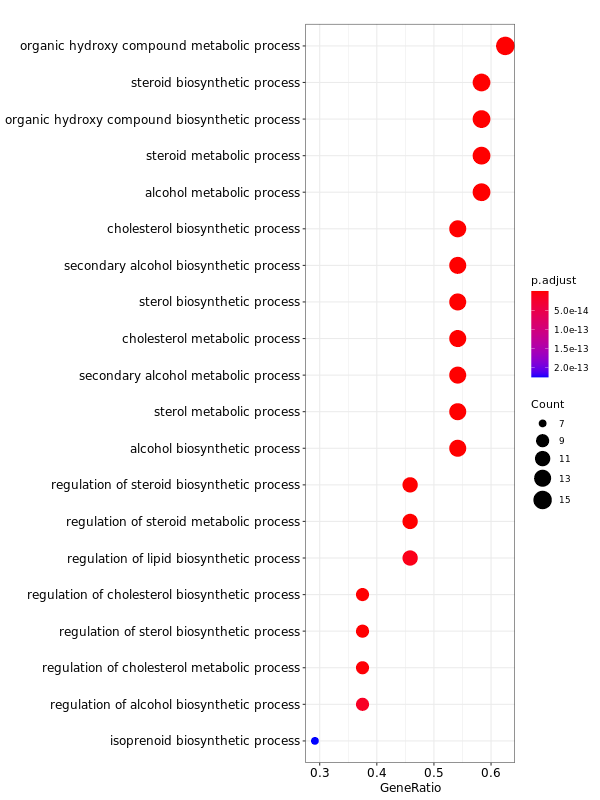 organic hydroxy compound metabolic process
steroid biosynthetic process
organic hydroxy compound biosynthetic process
steroid metabolic process
alcohol metabolic process
cholesterol biosynthetic process
secondary alcohol biosynthetic process
sterol biosynthetic process
cholesterol metabolic process
secondary alcohol metabolic process
sterol metabolic process
alcohol biosynthetic process
regulation of steroid biosynthetic process
regulation of steroid metabolic process
regulation of lipid biosynthetic process
regulation of cholesterol biosynthetic process
regulation of sterol biosynthetic process
regulation of cholesterol metabolic process
regulation of alcohol biosynthetic process
isoprenoid biosynthetic process
0.3 0.4 0.5 0.6
GeneRatio
p.adjust
5.0e-14
1.0e-13
1.5e-13
2.0e-13
Count
7
9
11
13
15